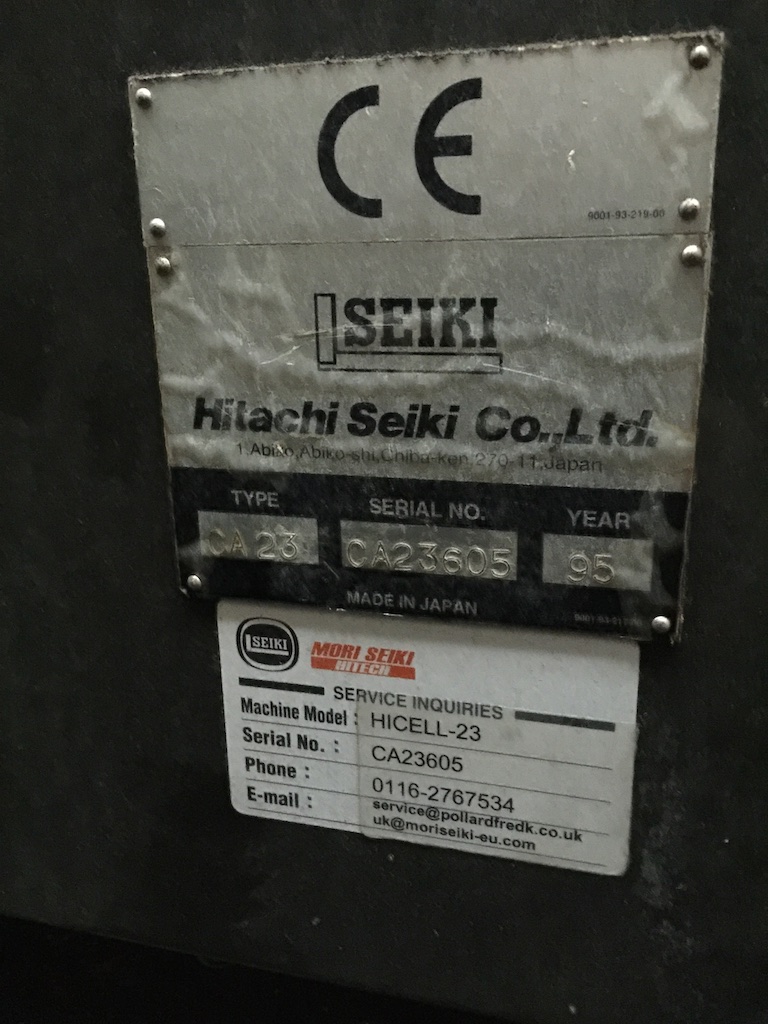 CE
9001-93-219-00
SEIKI
Hitachi Seiki Co.,Ltd.
1,Abiko,Abiko-shi,Chiba-ken,270-11,Japan
TYPE SERIAL NO. YEAR
CA 23 CA23605 95
MADE IN JAPAN
SEIKI MORI SEIKI
HITECH
SERVICE INQUIRIES
Machine Model : HICELL-23
Serial No. : CA23605
Phone : 0116-2767534
E-mail : service@pollardfredk.co.uk
uk@moriseiki-eu.com